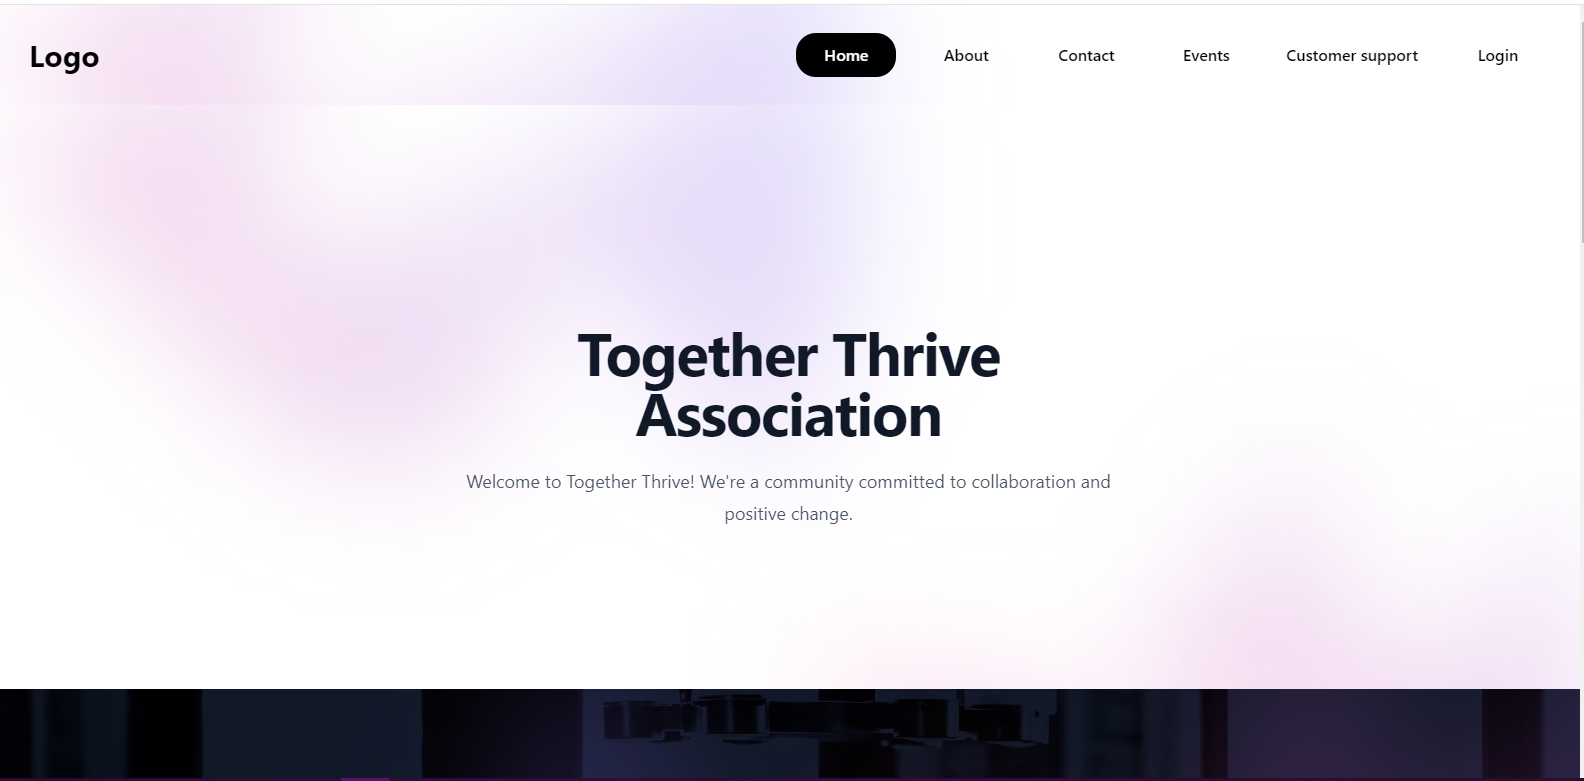 Logo
Home
About
Contact
Events
Customer support
Login
Together Thrive
Association
Welcome to Together Thrive! We're a community committed to collaboration and
positive change.